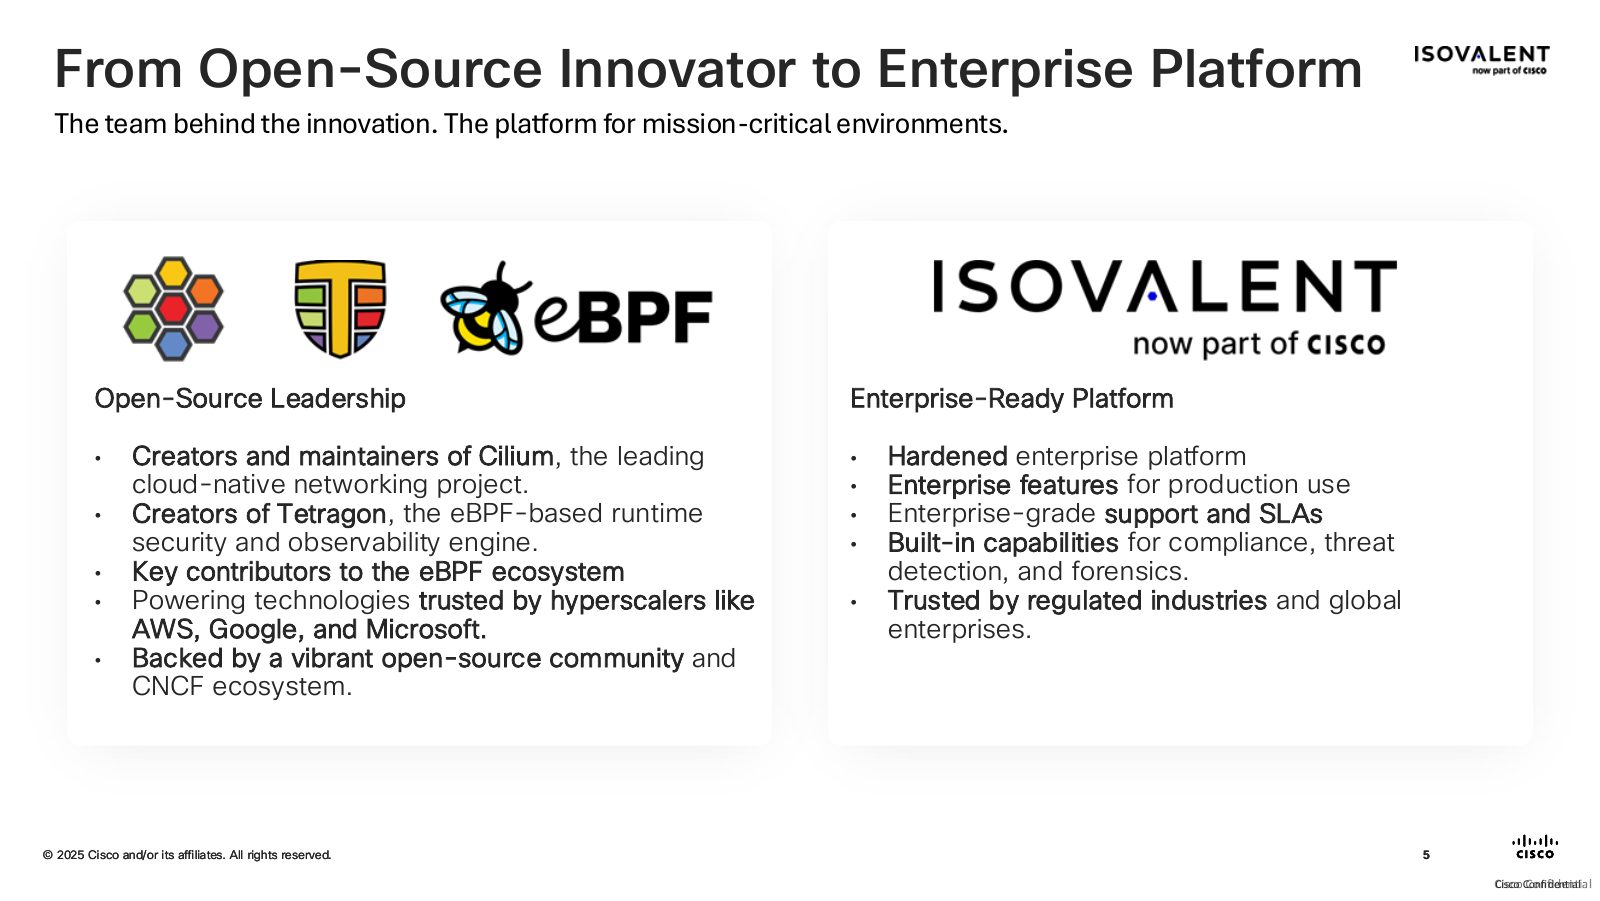 From Open-Source Innovator to Enterprise Platform
ISOVALENT
now part of CISCO
The team behind the innovation. The platform for mission-critical environments.
eBPF
Open-Source Leadership
• Creators and maintainers of Cilium, the leading
cloud-native networking project.
• Creators of Tetragon, the eBPF-based runtime
security and observability engine.
• Key contributors to the eBPF ecosystem
• Powering technologies trusted by hyperscalers like
AWS, Google, and Microsoft.
• Backed by a vibrant open-source community and
CNCF ecosystem.
ISOVALENT
now part of CISCO
Enterprise-Ready Platform
• Hardened enterprise platform
• Enterprise features for production use
• Enterprise-grade support and SLAs
• Built-in capabilities for compliance, threat
detection, and forensics.
• Trusted by regulated industries and global
enterprises.
© 2025 Cisco and/or its affiliates. All rights reserved.
5
CISCO
Cisco Confidential